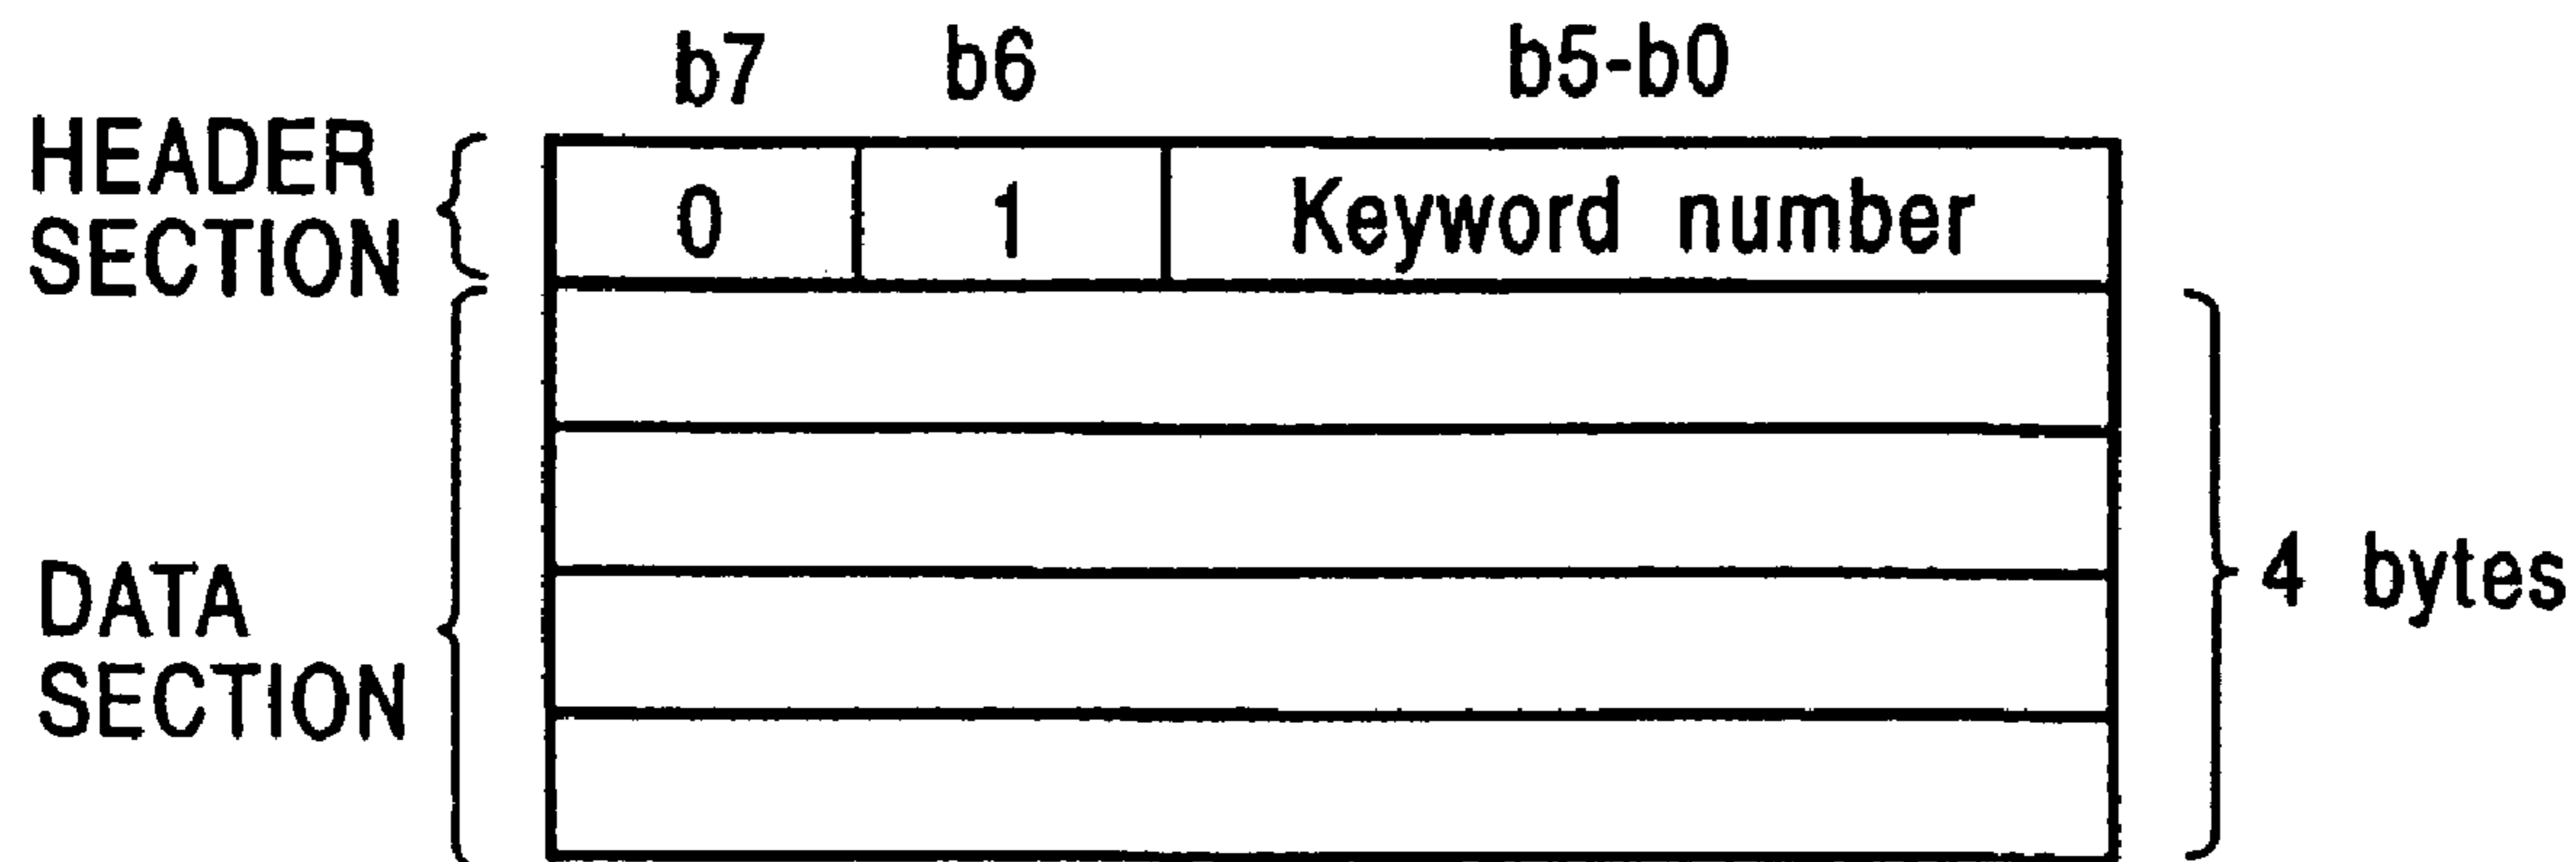 b7 b6 b5-b0
HEADER
SECTION
0 1 Keyword number
DATA
SECTION
4 bytes